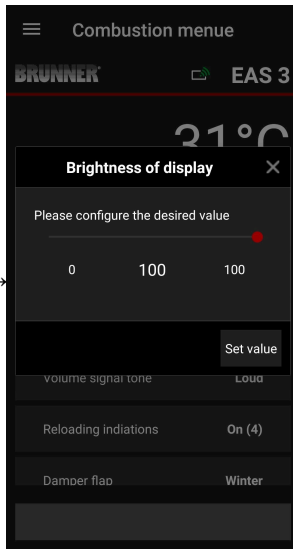 Combustion menue
BRUNNER EAS 3
31°C
Brightness of display
Please configure the desired value
0 100 100
Set value
Volume signal tone Loud
Reloading indiations On (4)
Damper flap Winter